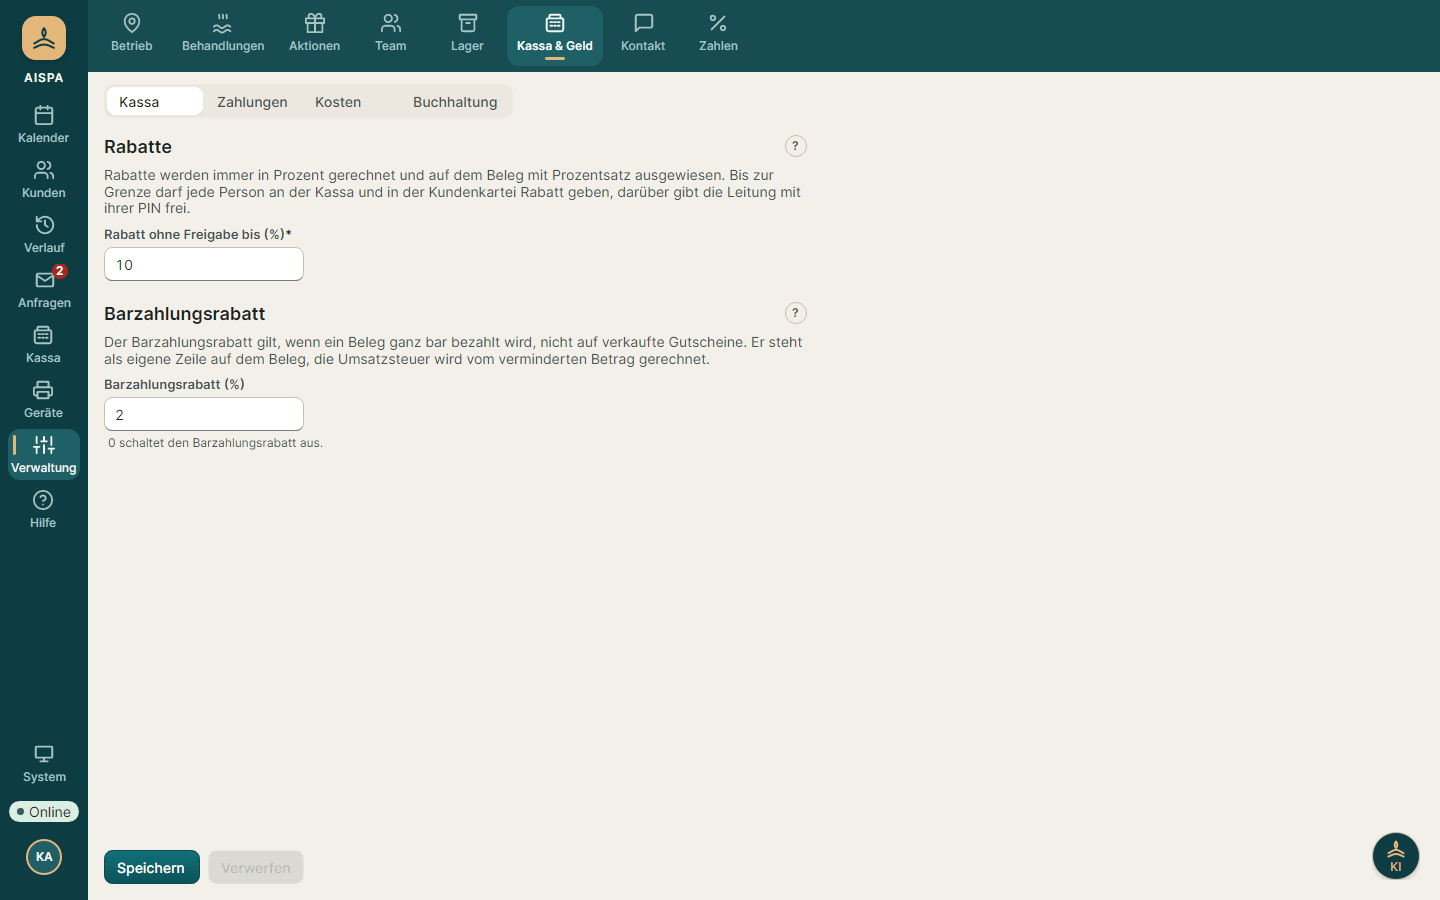 AISPA
Kalender
Kunden
Verlauf
2
Anfragen
Kassa
Geräte
Verwaltung
Hilfe
System
Online
KA
Betrieb
Behandlungen
Aktionen
Team
Lager
Kassa & Geld
Kontakt
Zahlen
Kassa
Zahlungen
Kosten
Buchhaltung
Rabatte
?
Rabatte werden immer in Prozent gerechnet und auf dem Beleg mit Prozentsatz ausgewiesen. Bis zur
Grenze darf jede Person an der Kassa und in der Kundenkartei Rabatt geben, darüber gibt die Leitung mit
ihrer PIN frei.
Rabatt ohne Freigabe bis (%)*
10
Barzahlungsrabatt
?
Der Barzahlungsrabatt gilt, wenn ein Beleg ganz bar bezahlt wird, nicht auf verkaufte Gutscheine. Er steht
als eigene Zeile auf dem Beleg, die Umsatzsteuer wird vom verminderten Betrag gerechnet.
Barzahlungsrabatt (%)
2
0 schaltet den Barzahlungsrabatt aus.
Speichern
Verwerfen
KI